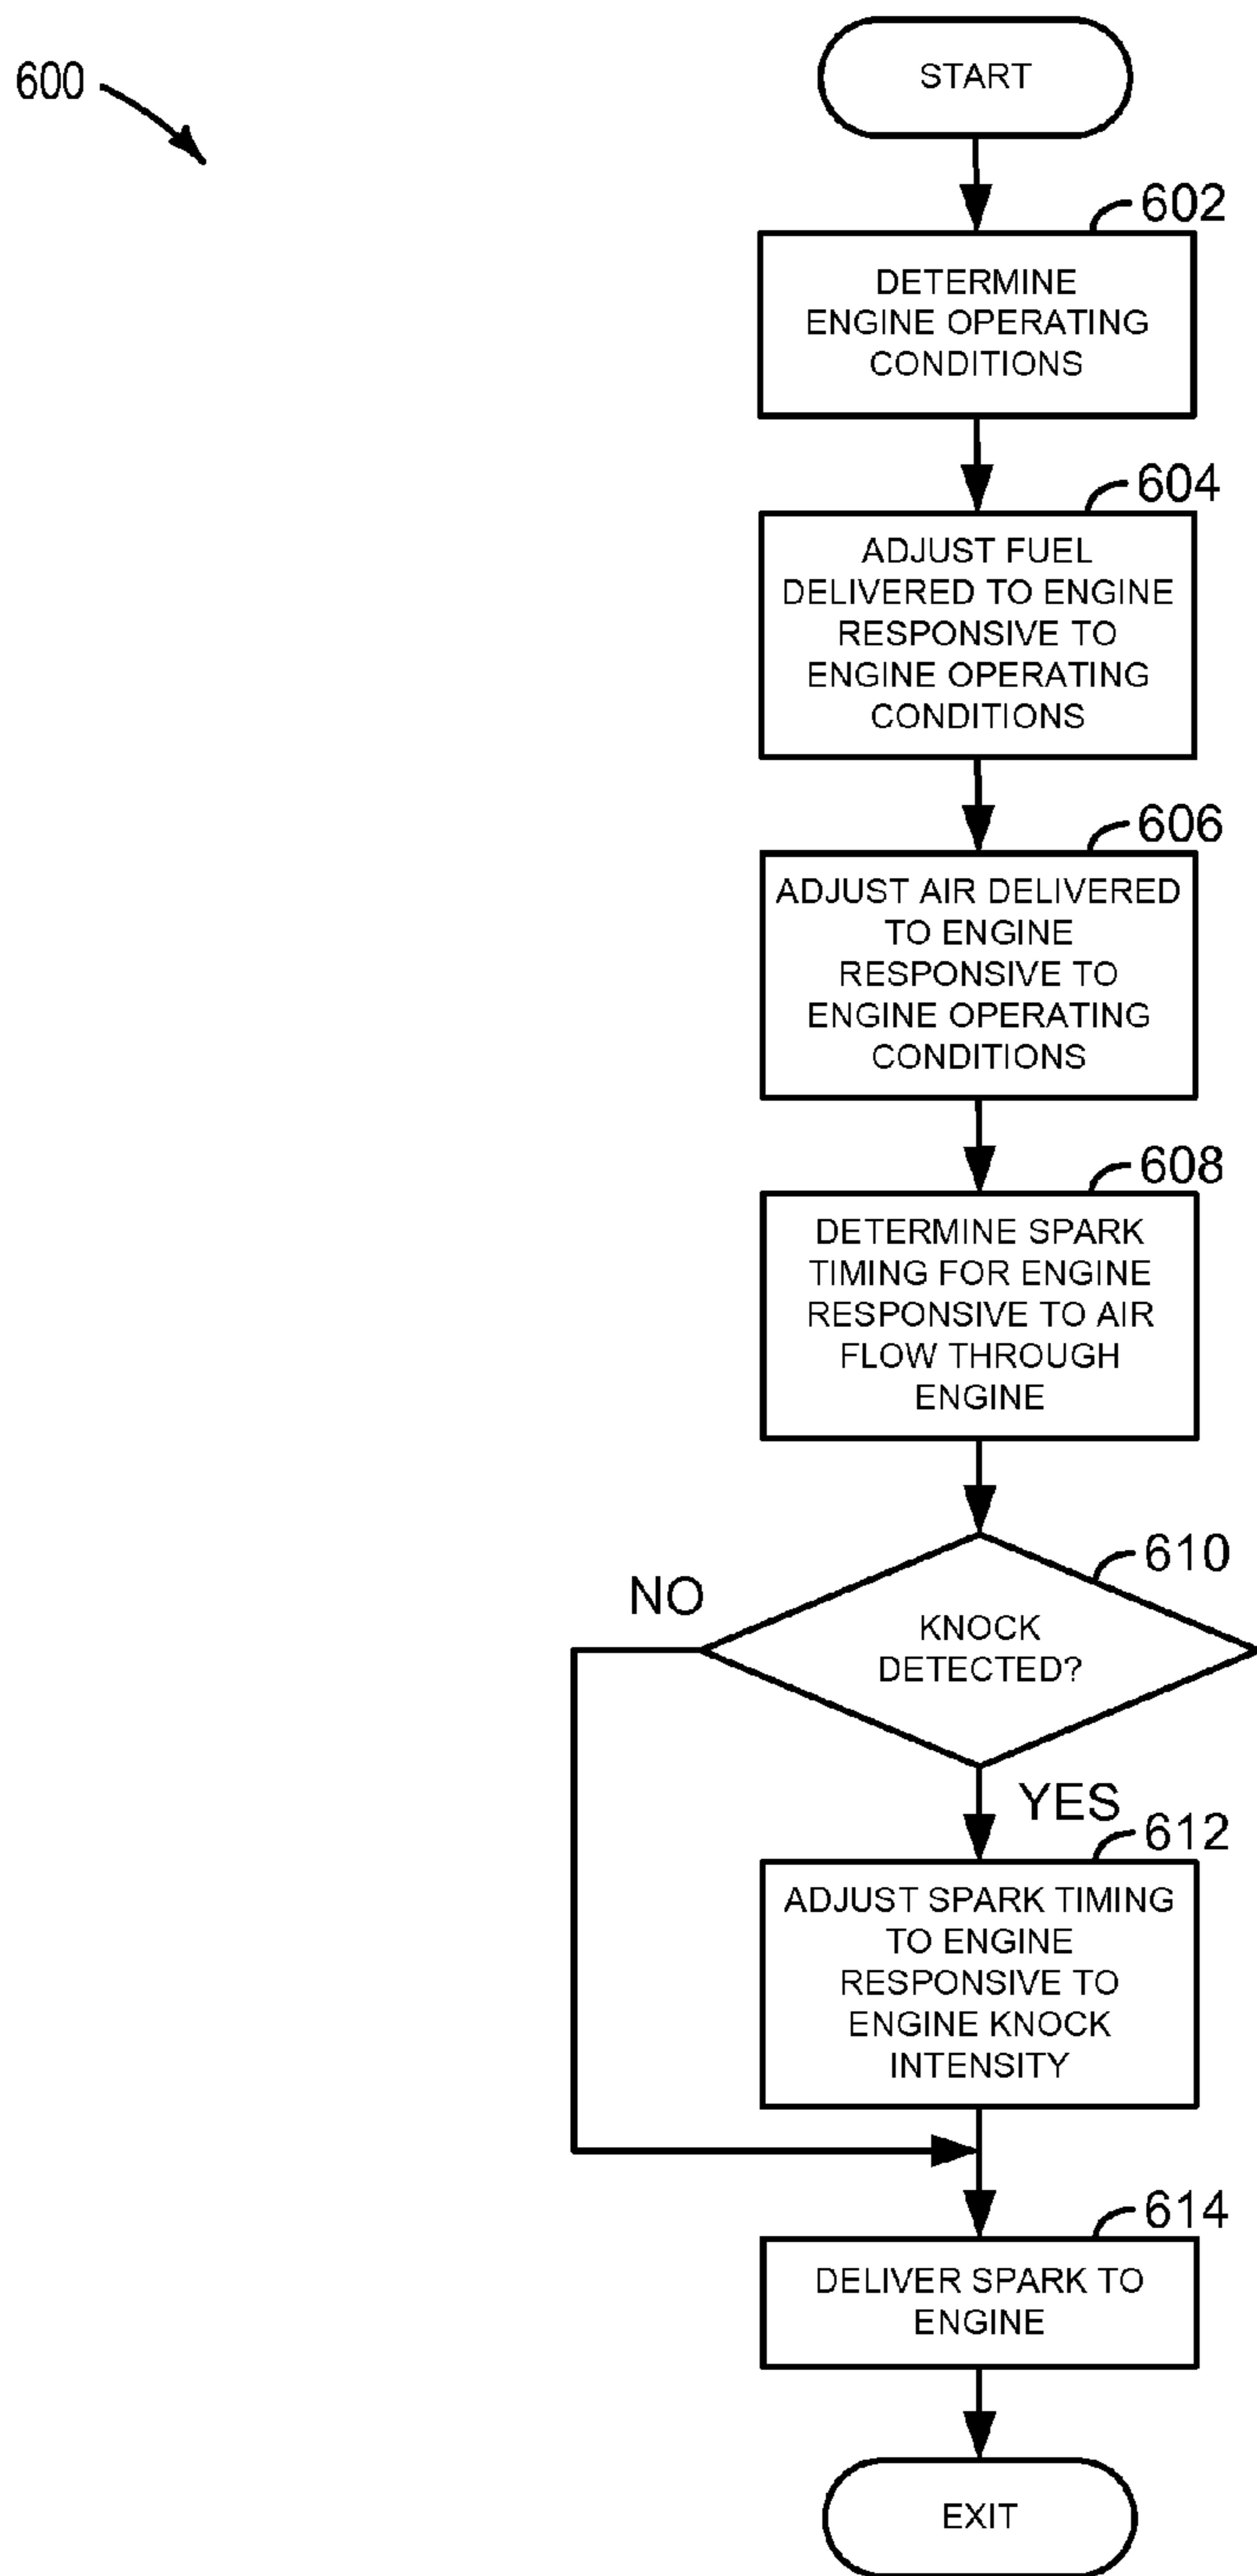 600
START
602
DETERMINE
ENGINE OPERATING
CONDITIONS
604
ADJUST FUEL
DELIVERED TO ENGINE
RESPONSIVE TO
ENGINE OPERATING
CONDITIONS
606
ADJUST AIR DELIVERED
TO ENGINE
RESPONSIVE TO
ENGINE OPERATING
CONDITIONS
608
DETERMINE SPARK
TIMING FOR ENGINE
RESPONSIVE TO AIR
FLOW THROUGH
ENGINE
610
NO
KNOCK
DETECTED?
YES
612
ADJUST SPARK TIMING
TO ENGINE
RESPONSIVE TO
ENGINE KNOCK
INTENSITY
614
DELIVER SPARK TO
ENGINE
EXIT